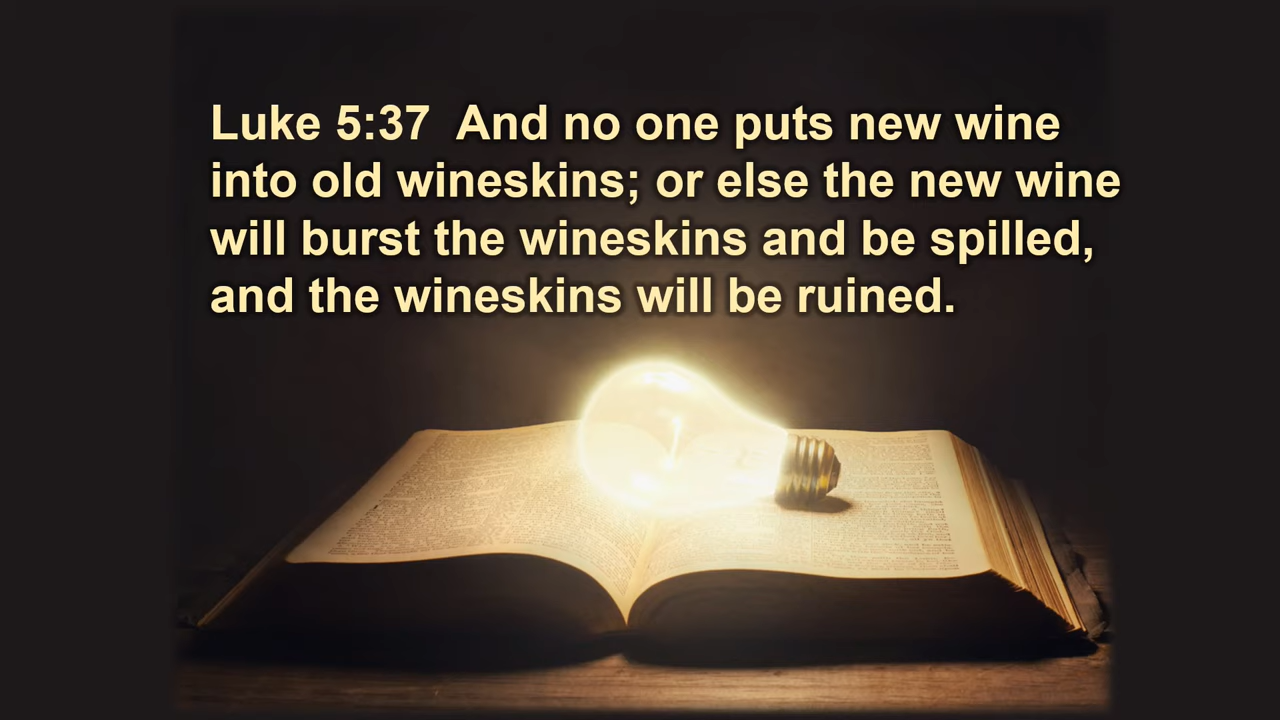 Luke 5:37  And no one puts new wine
into old wineskins; or else the new wine
will burst the wineskins and be spilled,
and the wineskins will be ruined.